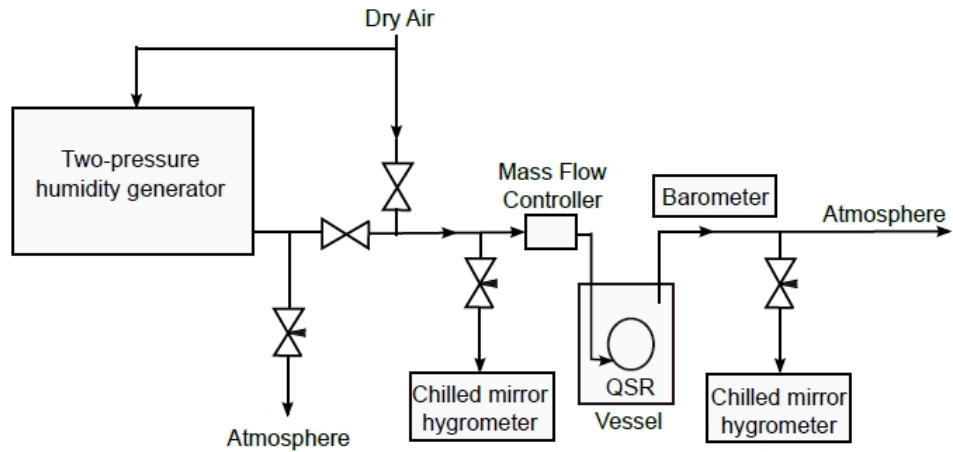 Dry Air
Two-pressure
humidity generator
Mass Flow
Controller
Barometer
Atmosphere
QSR
Vessel
Chilled mirror
hygrometer
Chilled mirror
hygrometer
Atmosphere